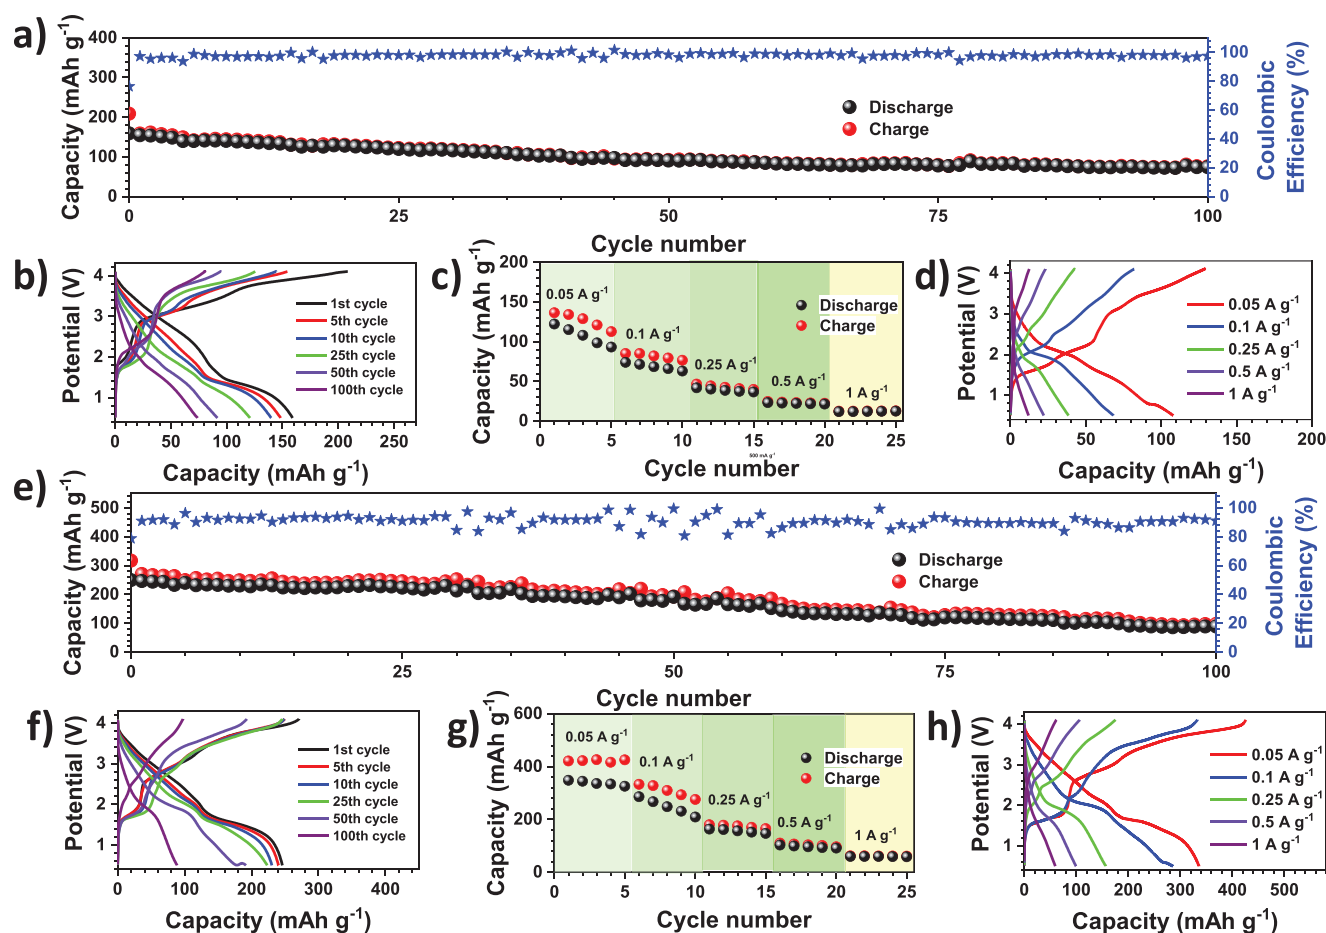 a)
Capacity (mAh g⁻¹)
400
300
200
100
0
100
80
60
40
20
0
Coulombic
Efficiency (%)
Discharge
Charge
0
25
50
75
100
Cycle number
b)
Potential (V)
4
3
2
1
1st cycle
5th cycle
10th cycle
25th cycle
50th cycle
100th cycle
0
50
100
150
200
250
Capacity (mAh g⁻¹)
c)
Capacity (mAh g⁻¹)
200
150
100
50
0
0.05 A g⁻¹
0.1 A g⁻¹
0.25 A g⁻¹
0.5 A g⁻¹
1 A g⁻¹
Discharge
Charge
0
5
10
15
20
25
500 mA g⁻¹
Cycle number
d)
Potential (V)
4
3
2
1
0.05 A g⁻¹
0.1 A g⁻¹
0.25 A g⁻¹
0.5 A g⁻¹
1 A g⁻¹
0
40
80
120
160
200
Capacity (mAh g⁻¹)
e)
Capacity (mAh g⁻¹)
500
400
300
200
100
0
100
80
60
40
20
0
Coulombic
Efficiency (%)
Discharge
Charge
0
25
50
75
100
Cycle number
f)
Potential (V)
4
3
2
1
1st cycle
5th cycle
10th cycle
25th cycle
50th cycle
100th cycle
0
100
200
300
400
Capacity (mAh g⁻¹)
g)
Capacity (mAh g⁻¹)
600
400
200
0
0.05 A g⁻¹
0.1 A g⁻¹
0.25 A g⁻¹
0.5 A g⁻¹
1 A g⁻¹
Discharge
Charge
0
5
10
15
20
25
Cycle number
h)
Potential (V)
4
3
2
1
0.05 A g⁻¹
0.1 A g⁻¹
0.25 A g⁻¹
0.5 A g⁻¹
1 A g⁻¹
0
100
200
300
400
500
Capacity (mAh g⁻¹)